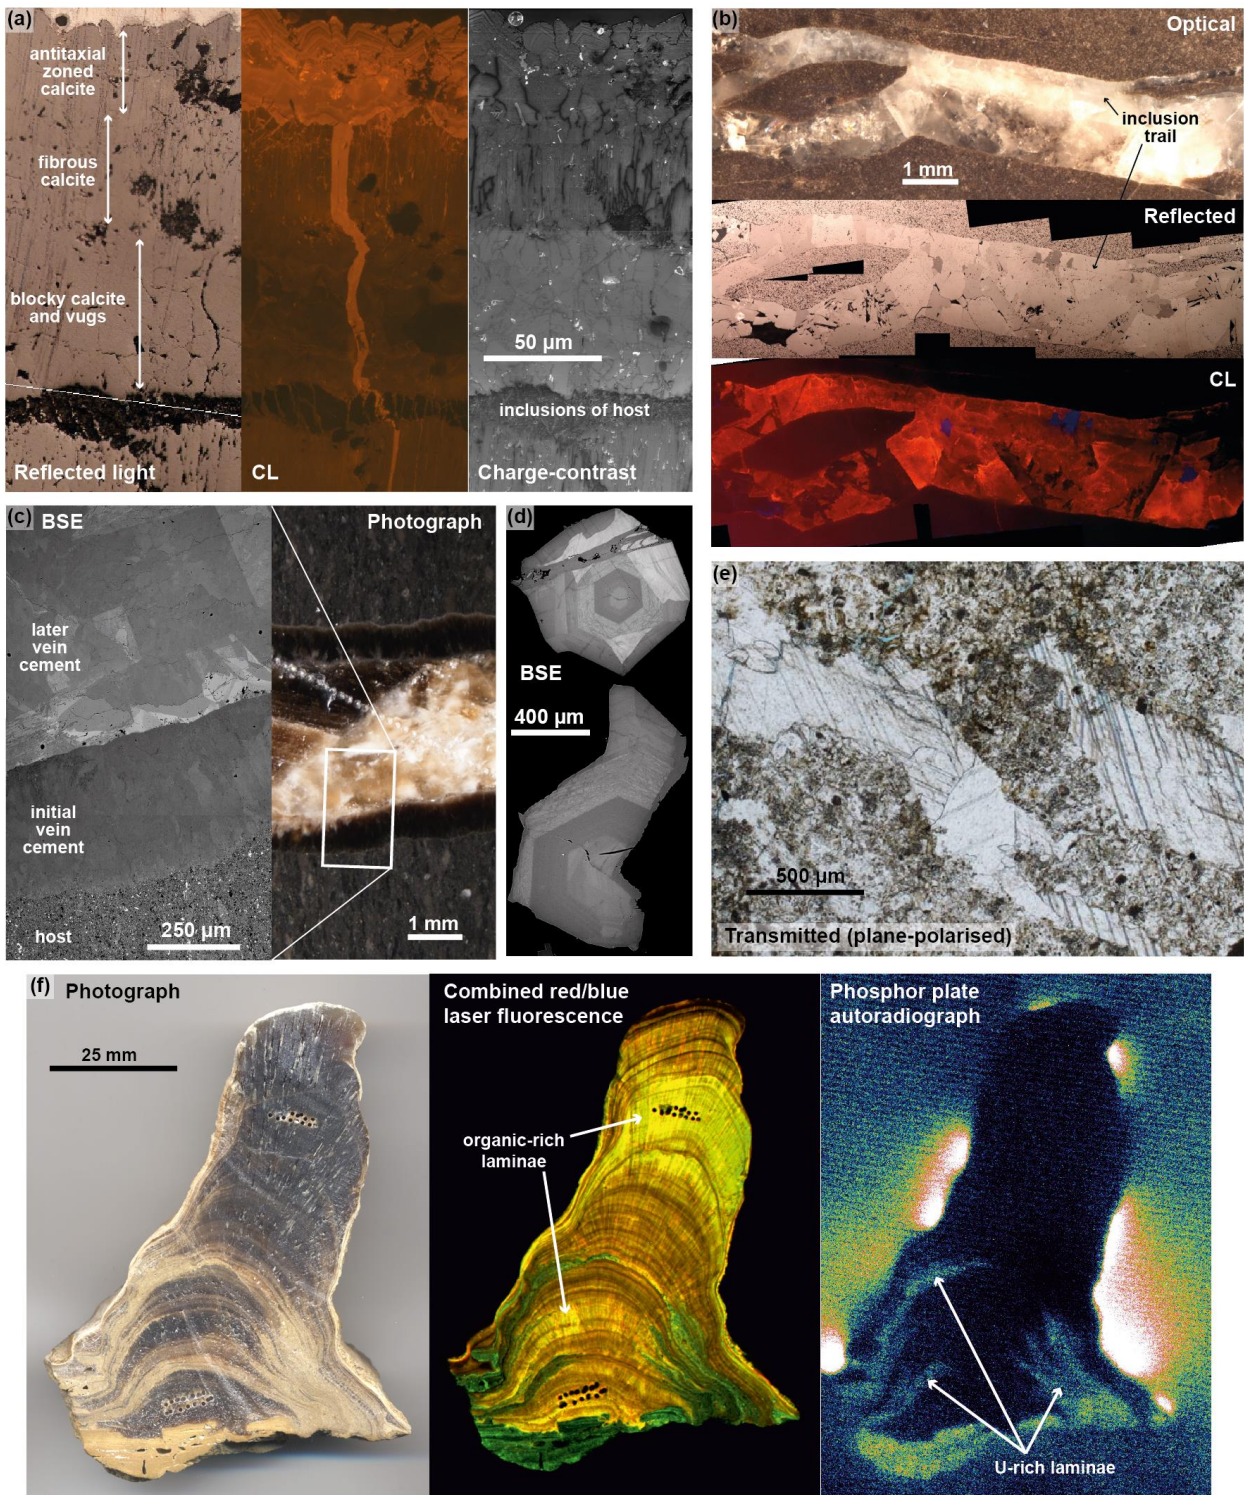 (a)
antitaxial
zoned
calcite
fibrous
calcite
blocky calcite
and vugs
Reflected light
CL
50 µm
inclusions of host
Charge-contrast
(b)
Optical
inclusion
trail
1 mm
Reflected
CL
(c) BSE
later
vein
cement
initial
vein
cement
host
250 µm
Photograph
1 mm
(d)
BSE
400 µm
(e)
500 µm
Transmitted (plane-polarised)
(f) Photograph
25 mm
Combined red/blue
laser fluorescence
organic-rich
laminae
Phosphor plate
autoradiograph
U-rich laminae